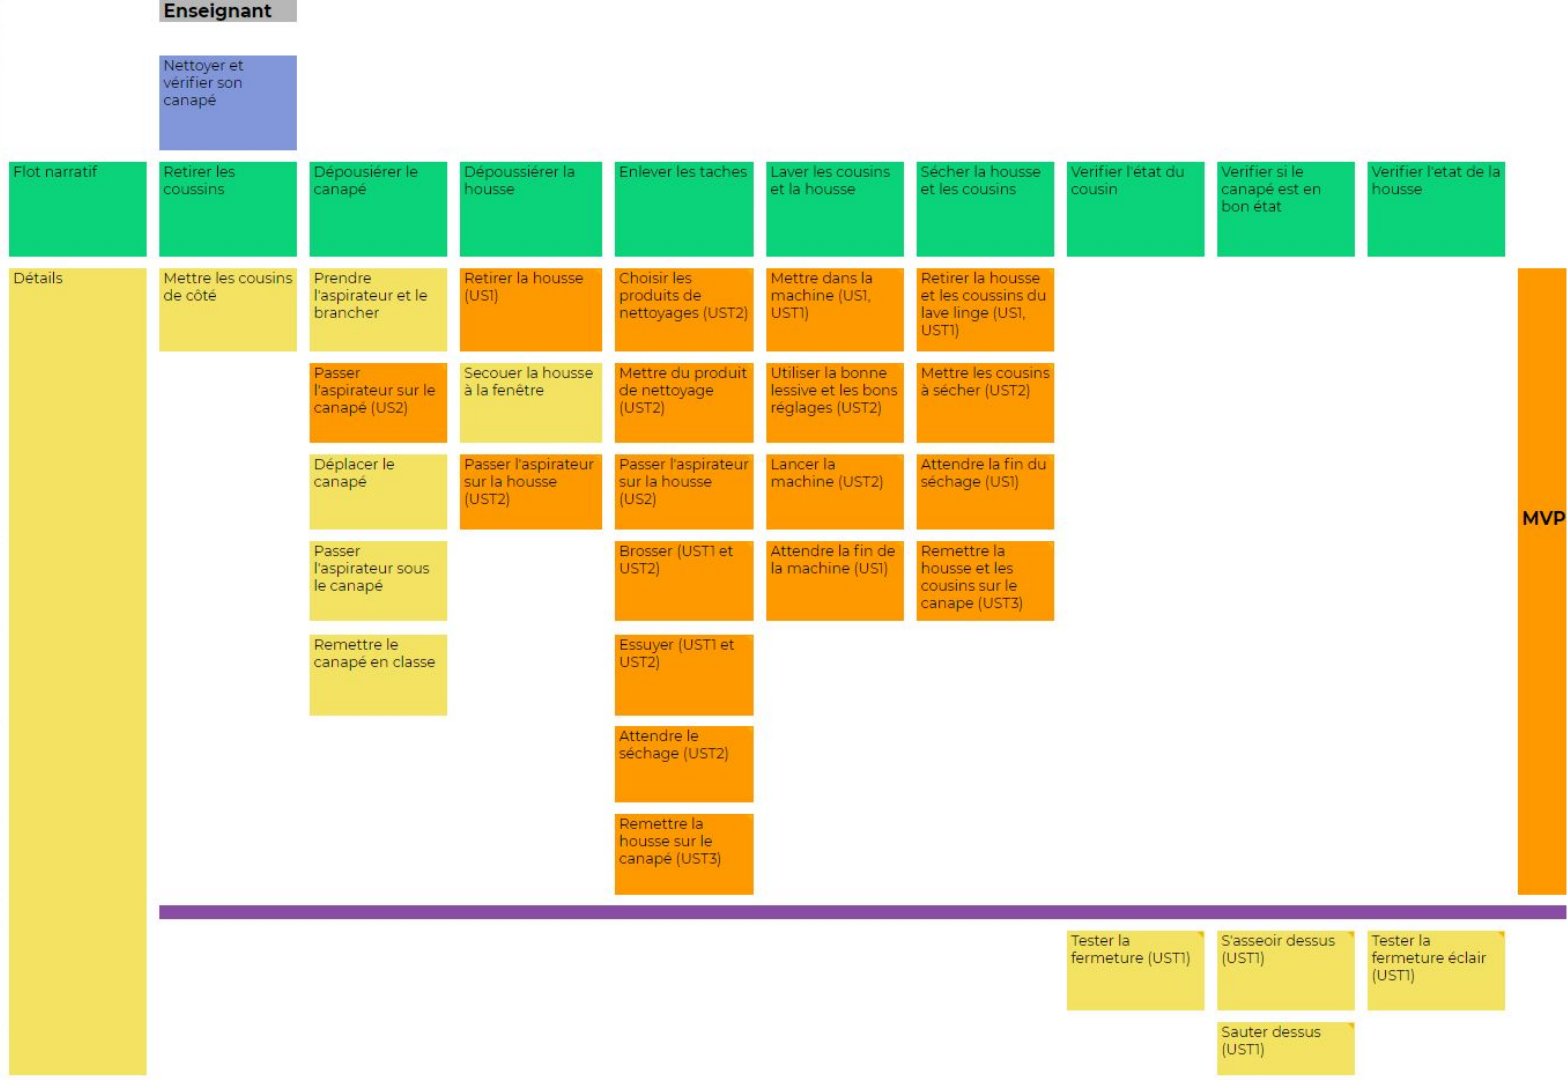 Enseignant
Nettoyer et
vérifier son
canapé
Flot narratif
Retirer les
coussins
Dépousiérer le
canapé
Dépoussiérer la
housse
Enlever les taches
Laver les cousins
et la housse
Sécher la housse
et les cousins
Verifier l'état du
cousin
Verifier si le
canapé est en
bon état
Verifier l'etat de la
housse
Détails
Mettre les cousins
de côté
Prendre
l'aspirateur et le
brancher
Retirer la housse
(US1)
Choisir les
produits de
nettoyages (UST2)
Mettre dans la
machine (US1,
UST1)
Retirer la housse
et les coussins du
lave linge (US1,
UST1)
Passer
l'aspirateur sur le
canapé (US2)
Secouer la housse
à la fenêtre
Mettre du produit
de nettoyage
(UST2)
Utiliser la bonne
lessive et les bons
réglages (UST2)
Mettre les cousins
à sécher (UST2)
Déplacer le
canapé
Passer l'aspirateur
sur la housse
(UST2)
Passer l'aspirateur
sur la housse
(US2)
Lancer la
machine (UST2)
Attendre la fin du
séchage (US1)
MVP
Passer
l'aspirateur sous
le canapé
Brosser (UST1 et
UST2)
Attendre la fin de
la machine (US1)
Remettre la
housse et les
cousins sur le
canape (UST3)
Remettre le
canapé en classe
Essuyer (UST1 et
UST2)
Attendre le
séchage (UST2)
Remettre la
housse sur le
canapé (UST3)
Tester la
fermeture (UST1)
S'asseoir dessus
(UST1)
Tester la
fermeture éclair
(UST1)
Sauter dessus
(UST1)